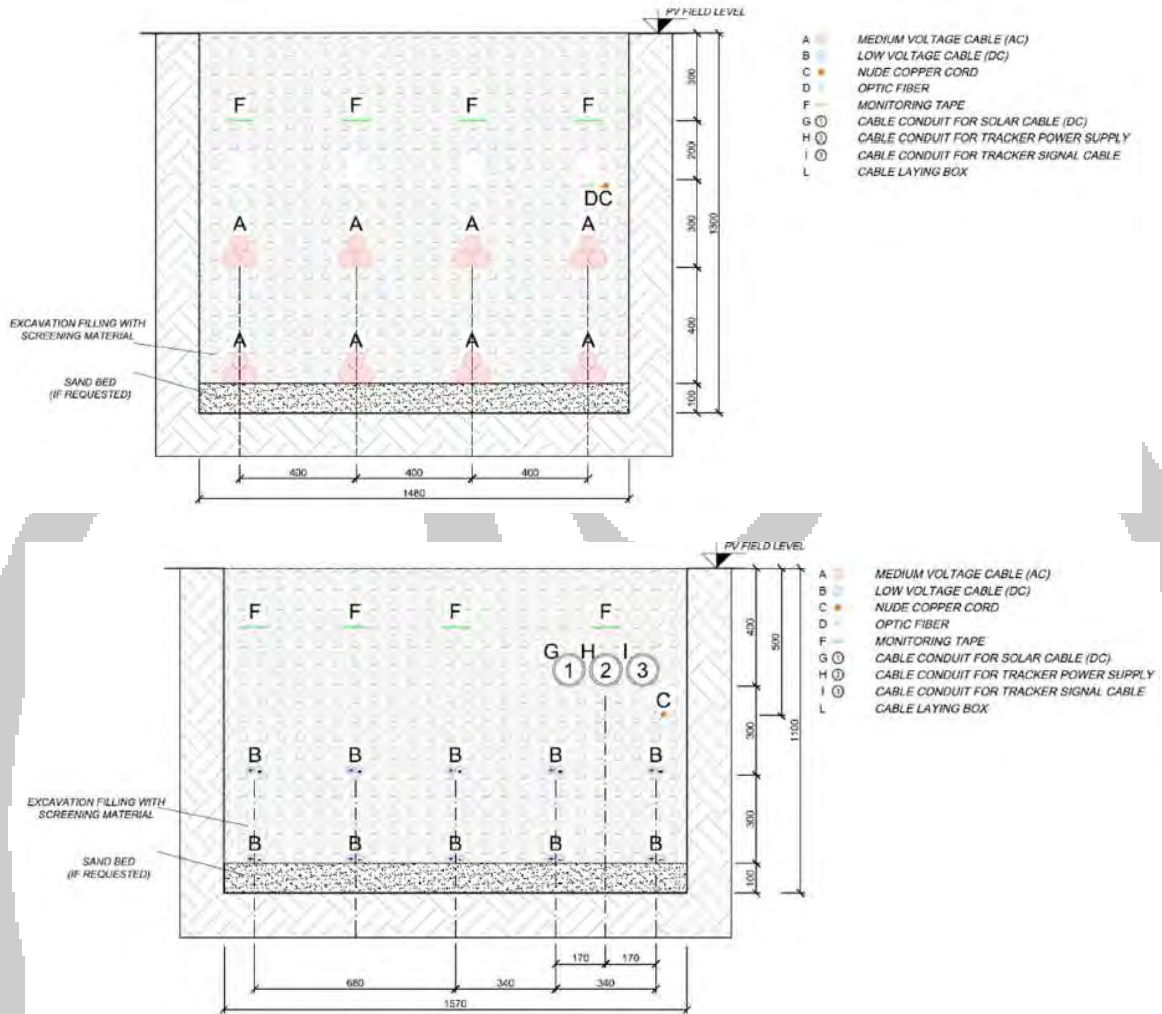 PV FIELD LEVEL
A MEDIUM VOLTAGE CABLE (AC)
B LOW VOLTAGE CABLE (DC)
C NUDE COPPER CORD
D OPTIC FIBER
F MONITORING TAPE
G 1 CABLE CONDUIT FOR SOLAR CABLE (DC)
H CABLE CONDUIT FOR TRACKER POWER SUPPLY
I CABLE CONDUIT FOR TRACKER SIGNAL CABLE
L CABLE LAYING BOX
300
F F F F
200
DC
A A A A
300
1300
EXCAVATION FILLING WITH
SCREENING MATERIAL
400
A A A A
SAND BED
(IF REQUESTED)
100
400 400 400
1480
PV FIELD LEVEL
A MEDIUM VOLTAGE CABLE (AC)
B LOW VOLTAGE CABLE (DC)
C NUDE COPPER CORD
D OPTIC FIBER
F MONITORING TAPE
G 1 CABLE CONDUIT FOR SOLAR CABLE (DC)
H CABLE CONDUIT FOR TRACKER POWER SUPPLY
I CABLE CONDUIT FOR TRACKER SIGNAL CABLE
L CABLE LAYING BOX
F F F F
400
500
G 1 H 2 I 3
C
300
1100
B B B B B
EXCAVATION FILLING WITH
SCREENING MATERIAL
300
B B B B B
SAND BED
(IF REQUESTED)
100
170 170
680 340 340
1570